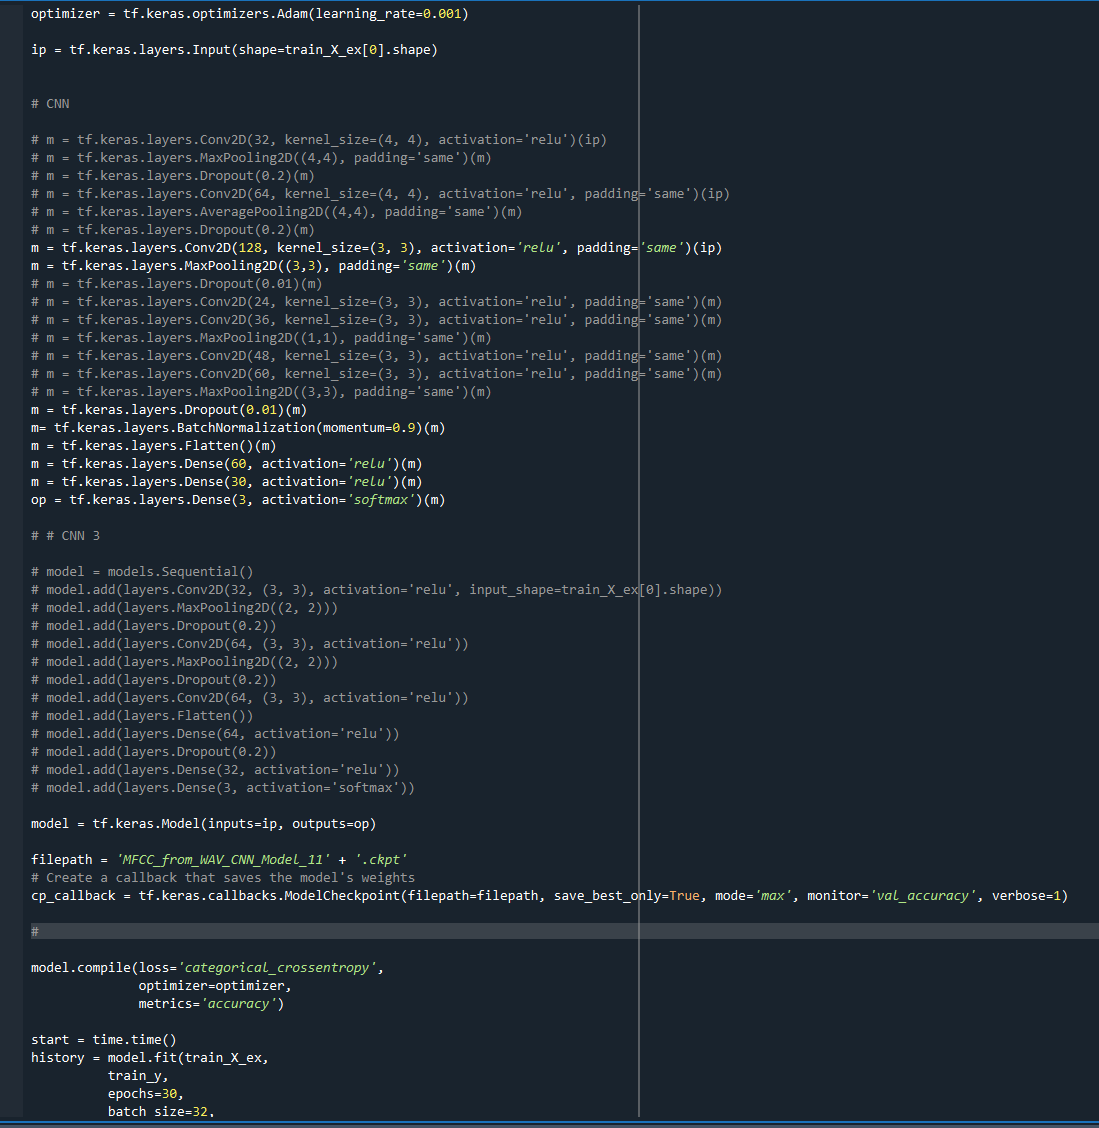 optimizer = tf.keras.optimizers.Adam(learning_rate=0.001)
ip = tf.keras.layers.Input(shape=train_X_ex[0].shape)
# CNN
# m = tf.keras.layers.Conv2D(32, kernel_size=(4, 4), activation='relu')(ip)
# m = tf.keras.layers.MaxPooling2D((4,4), padding='same')(m)
# m = tf.keras.layers.Dropout(0.2)(m)
# m = tf.keras.layers.Conv2D(64, kernel_size=(4, 4), activation='relu', padding='same')(ip)
# m = tf.keras.layers.AveragePooling2D((4,4), padding='same')(m)
# m = tf.keras.layers.Dropout(0.2)(m)
m = tf.keras.layers.Conv2D(128, kernel_size=(3, 3), activation='relu', padding='same')(ip)
m = tf.keras.layers.MaxPooling2D((3,3), padding='same')(m)
# m = tf.keras.layers.Dropout(0.01)(m)
# m = tf.keras.layers.Conv2D(24, kernel_size=(3, 3), activation='relu', padding='same')(m)
# m = tf.keras.layers.Conv2D(36, kernel_size=(3, 3), activation='relu', padding='same')(m)
# m = tf.keras.layers.MaxPooling2D((1,1), padding='same')(m)
# m = tf.keras.layers.Conv2D(48, kernel_size=(3, 3), activation='relu', padding='same')(m)
# m = tf.keras.layers.Conv2D(60, kernel_size=(3, 3), activation='relu', padding='same')(m)
# m = tf.keras.layers.MaxPooling2D((3,3), padding='same')(m)
m = tf.keras.layers.Dropout(0.01)(m)
m= tf.keras.layers.BatchNormalization(momentum=0.9)(m)
m = tf.keras.layers.Flatten()(m)
m = tf.keras.layers.Dense(60, activation='relu')(m)
m = tf.keras.layers.Dense(30, activation='relu')(m)
op = tf.keras.layers.Dense(3, activation='softmax')(m)
# # CNN 3
# model = models.Sequential()
# model.add(layers.Conv2D(32, (3, 3), activation='relu', input_shape=train_X_ex[0].shape))
# model.add(layers.MaxPooling2D((2, 2)))
# model.add(layers.Dropout(0.2))
# model.add(layers.Conv2D(64, (3, 3), activation='relu'))
# model.add(layers.MaxPooling2D((2, 2)))
# model.add(layers.Dropout(0.2))
# model.add(layers.Conv2D(64, (3, 3), activation='relu'))
# model.add(layers.Flatten())
# model.add(layers.Dense(64, activation='relu'))
# model.add(layers.Dropout(0.2))
# model.add(layers.Dense(32, activation='relu'))
# model.add(layers.Dense(3, activation='softmax'))
model = tf.keras.Model(inputs=ip, outputs=op)
filepath = 'MFCC_from_WAV_CNN_Model_11' + '.ckpt'
# Create a callback that saves the model's weights
cp_callback = tf.keras.callbacks.ModelCheckpoint(filepath=filepath, save_best_only=True, mode='max', monitor='val_accuracy', verbose=1)
#
model.compile(loss='categorical_crossentropy',
optimizer=optimizer,
metrics='accuracy')
start = time.time()
history = model.fit(train_X_ex,
train_y,
epochs=30,
batch_size=32,